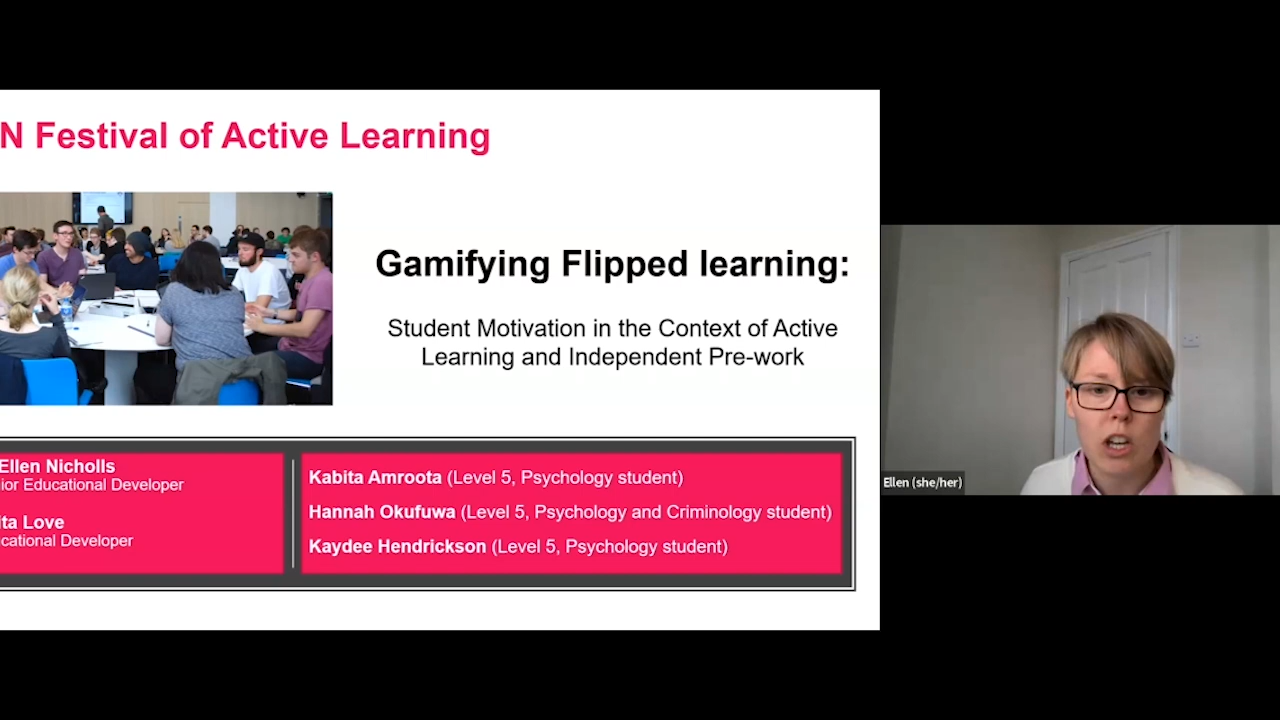 N Festival of Active Learning
Gamifying Flipped learning:
Student Motivation in the Context of Active
Learning and Independent Pre-work
Ellen Nicholls
ior Educational Developer
ita Love
cational Developer
Kabita Amroota (Level 5, Psychology student)
Hannah Okufuwa (Level 5, Psychology and Criminology student)
Kaydee Hendrickson (Level 5, Psychology student)
Ellen (she/her)